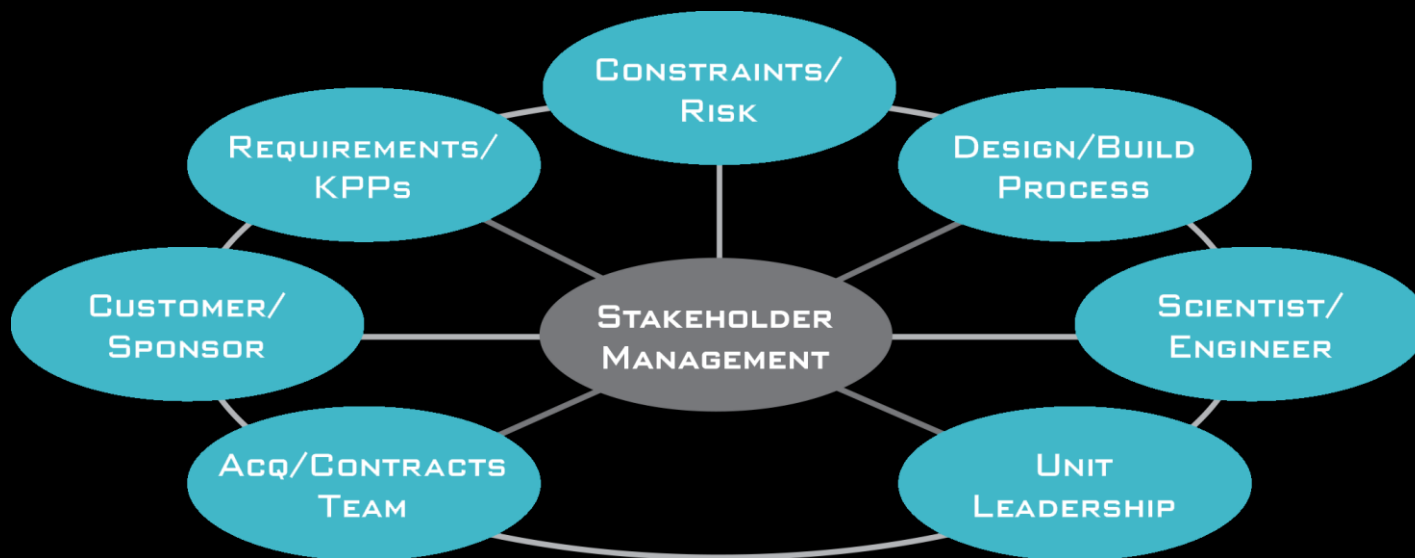 Constraints/
Risk
Requirements/
KPPs
Design/Build
Process
Customer/
Sponsor
Stakeholder
Management
Scientist/
Engineer
Acq/Contracts
Team
Unit
Leadership